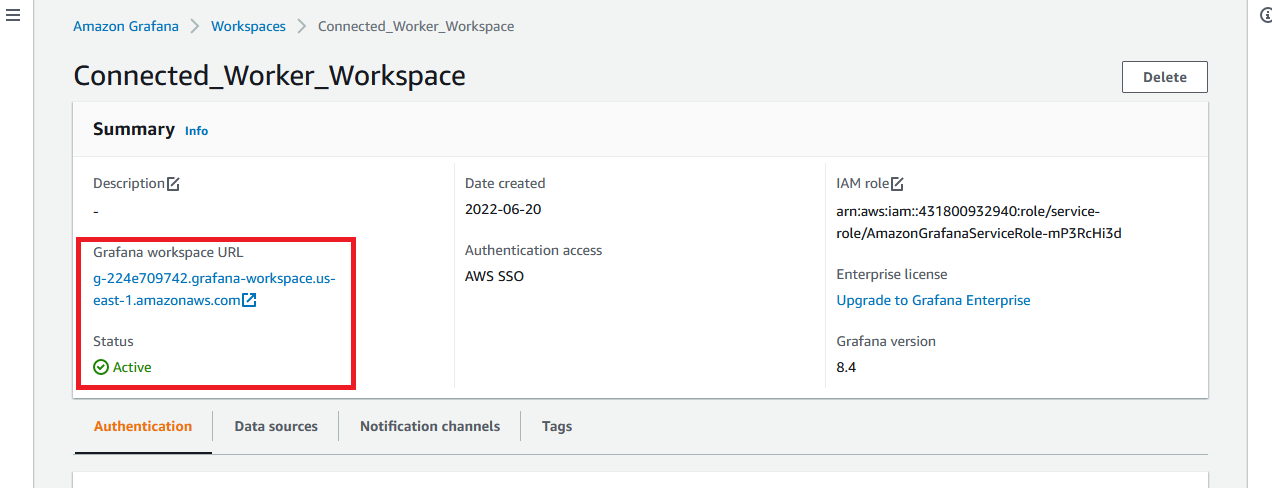 Amazon Grafana > Workspaces > Connected_Worker_Workspace
Connected_Worker_Workspace
Delete
Summary Info
Description
-
Grafana workspace URL
g-224e709742.grafana-workspace.us-
east-1.amazonaws.com
Status
Active
Date created
2022-06-20
Authentication access
AWS SSO
IAM role
arn:aws:iam::431800932940:role/service-
role/AmazonGrafanaServiceRole-mP3RcHi3d
Enterprise license
Upgrade to Grafana Enterprise
Grafana version
8.4
Authentication Data sources Notification channels Tags